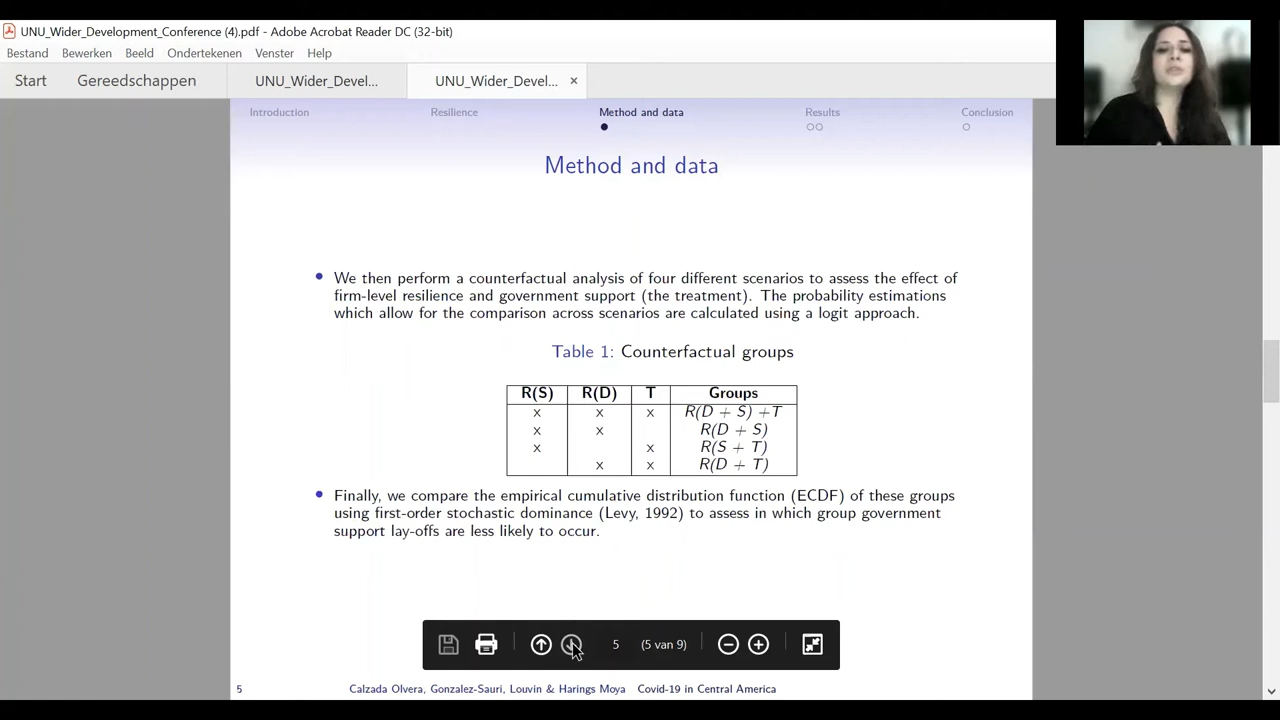 UNU_Wider_Development_Conference (4).pdf - Adobe Acrobat Reader DC (32-bit)
Bestand Bewerken Beeld Ondertekenen Venster Help
Start Gereedschappen UNU_Wider_Devel... UNU_Wider_Devel... ×
Introduction Resilience Method and data Results Conclusion
Method and data
• We then perform a counterfactual analysis of four different scenarios to assess the effect of
firm-level resilience and government support (the treatment). The probability estimations
which allow for the comparison across scenarios are calculated using a logit approach.
Table 1: Counterfactual groups
R(S) R(D) T Groups
x x x R(D + S) +T
x x R(D + S)
x x R(S + T)
x x R(D + T)
• Finally, we compare the empirical cumulative distribution function (ECDF) of these groups
using first-order stochastic dominance (Levy, 1992) to assess in which group government
support lay-offs are less likely to occur.
5 (5 van 9)
5 Calzada Olvera, Gonzalez-Sauri, Louvin & Harings Moya Covid-19 in Central America